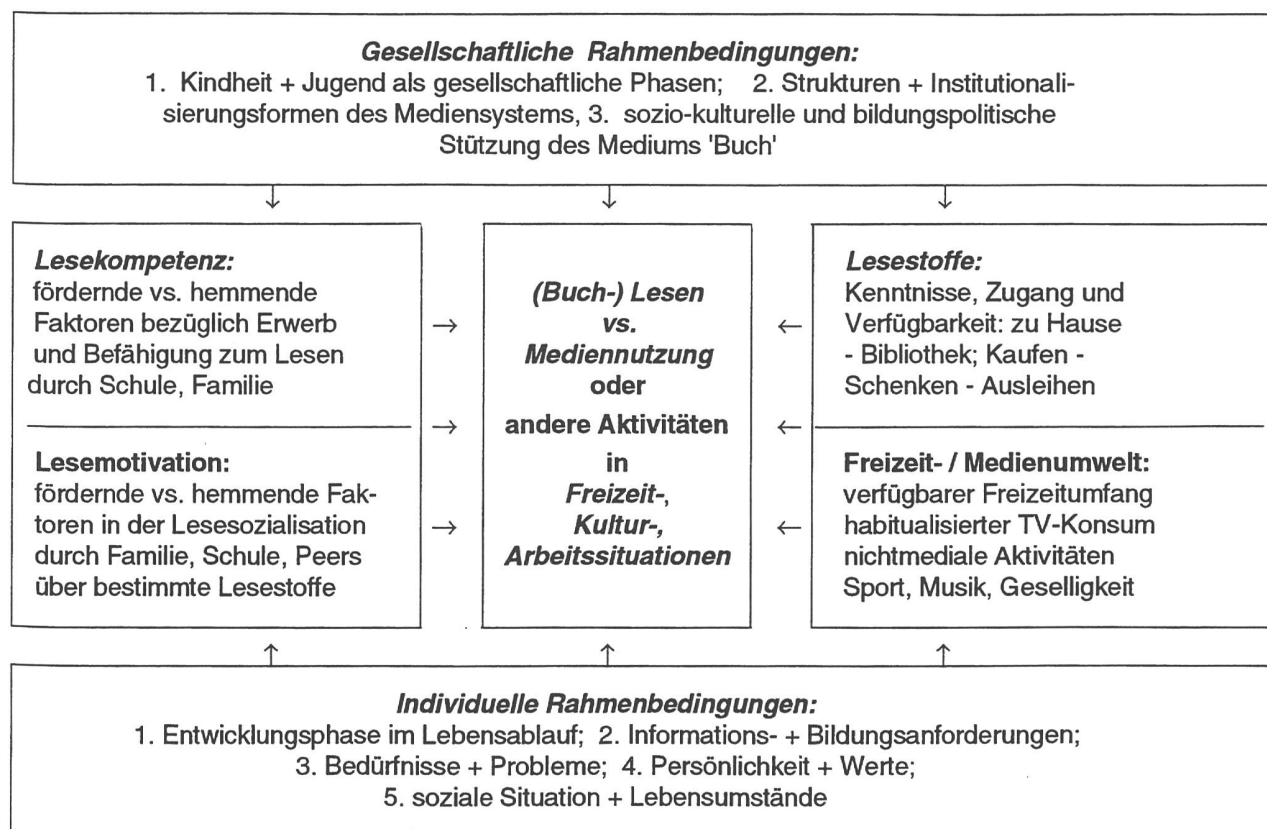 Gesellschaftliche Rahmenbedingungen:
1. Kindheit + Jugend als gesellschaftliche Phasen; 2. Strukturen + Institutionali-
sierungsformen des Mediensystems, 3. sozio-kulturelle und bildungspolitische
Stützung des Mediums 'Buch'
↓ ↓ ↓
Lesekompetenz:
fördernde vs. hemmende
Faktoren bezüglich Erwerb
und Befähigung zum Lesen
durch Schule, Familie
Lesemotivation:
fördernde vs. hemmende Fak-
toren in der Lesesozialisation
durch Familie, Schule, Peers
über bestimmte Lesestoffe
→
→
→
(Buch-) Lesen
vs.
Mediennutzung
oder
andere Aktivitäten
in
Freizeit-,
Kultur-,
Arbeitssituationen
←
←
←
Lesestoffe:
Kenntnisse, Zugang und
Verfügbarkeit: zu Hause
- Bibliothek; Kaufen -
Schenken - Ausleihen
Freizeit- / Medienumwelt:
verfügbarer Freizeitumfang
habitualisierter TV-Konsum
nichtmediale Aktivitäten
Sport, Musik, Geselligkeit
↑ ↑ ↑
Individuelle Rahmenbedingungen:
1. Entwicklungsphase im Lebensablauf; 2. Informations- + Bildungsanforderungen;
3. Bedürfnisse + Probleme; 4. Persönlichkeit + Werte;
5. soziale Situation + Lebensumstände